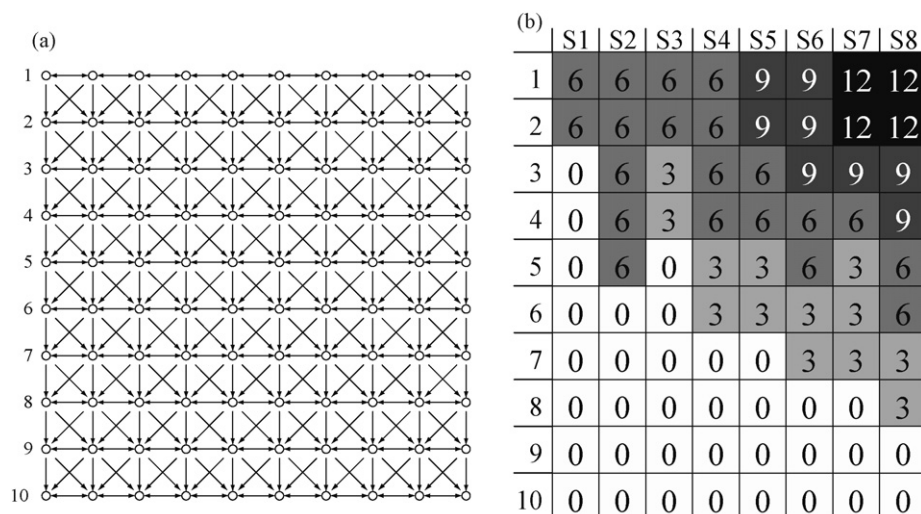 (a)
1
2
3
4
5
6
7
8
9
10
(b)
S1 S2 S3 S4 S5 S6 S7 S8
1 6 6 6 6 9 9 12 12
2 6 6 6 6 9 9 12 12
3 0 6 3 6 6 9 9 9
4 0 6 3 6 6 6 6 9
5 0 6 0 3 3 6 3 6
6 0 0 0 3 3 3 3 6
7 0 0 0 0 0 3 3 3
8 0 0 0 0 0 0 0 3
9 0 0 0 0 0 0 0 0
10 0 0 0 0 0 0 0 0